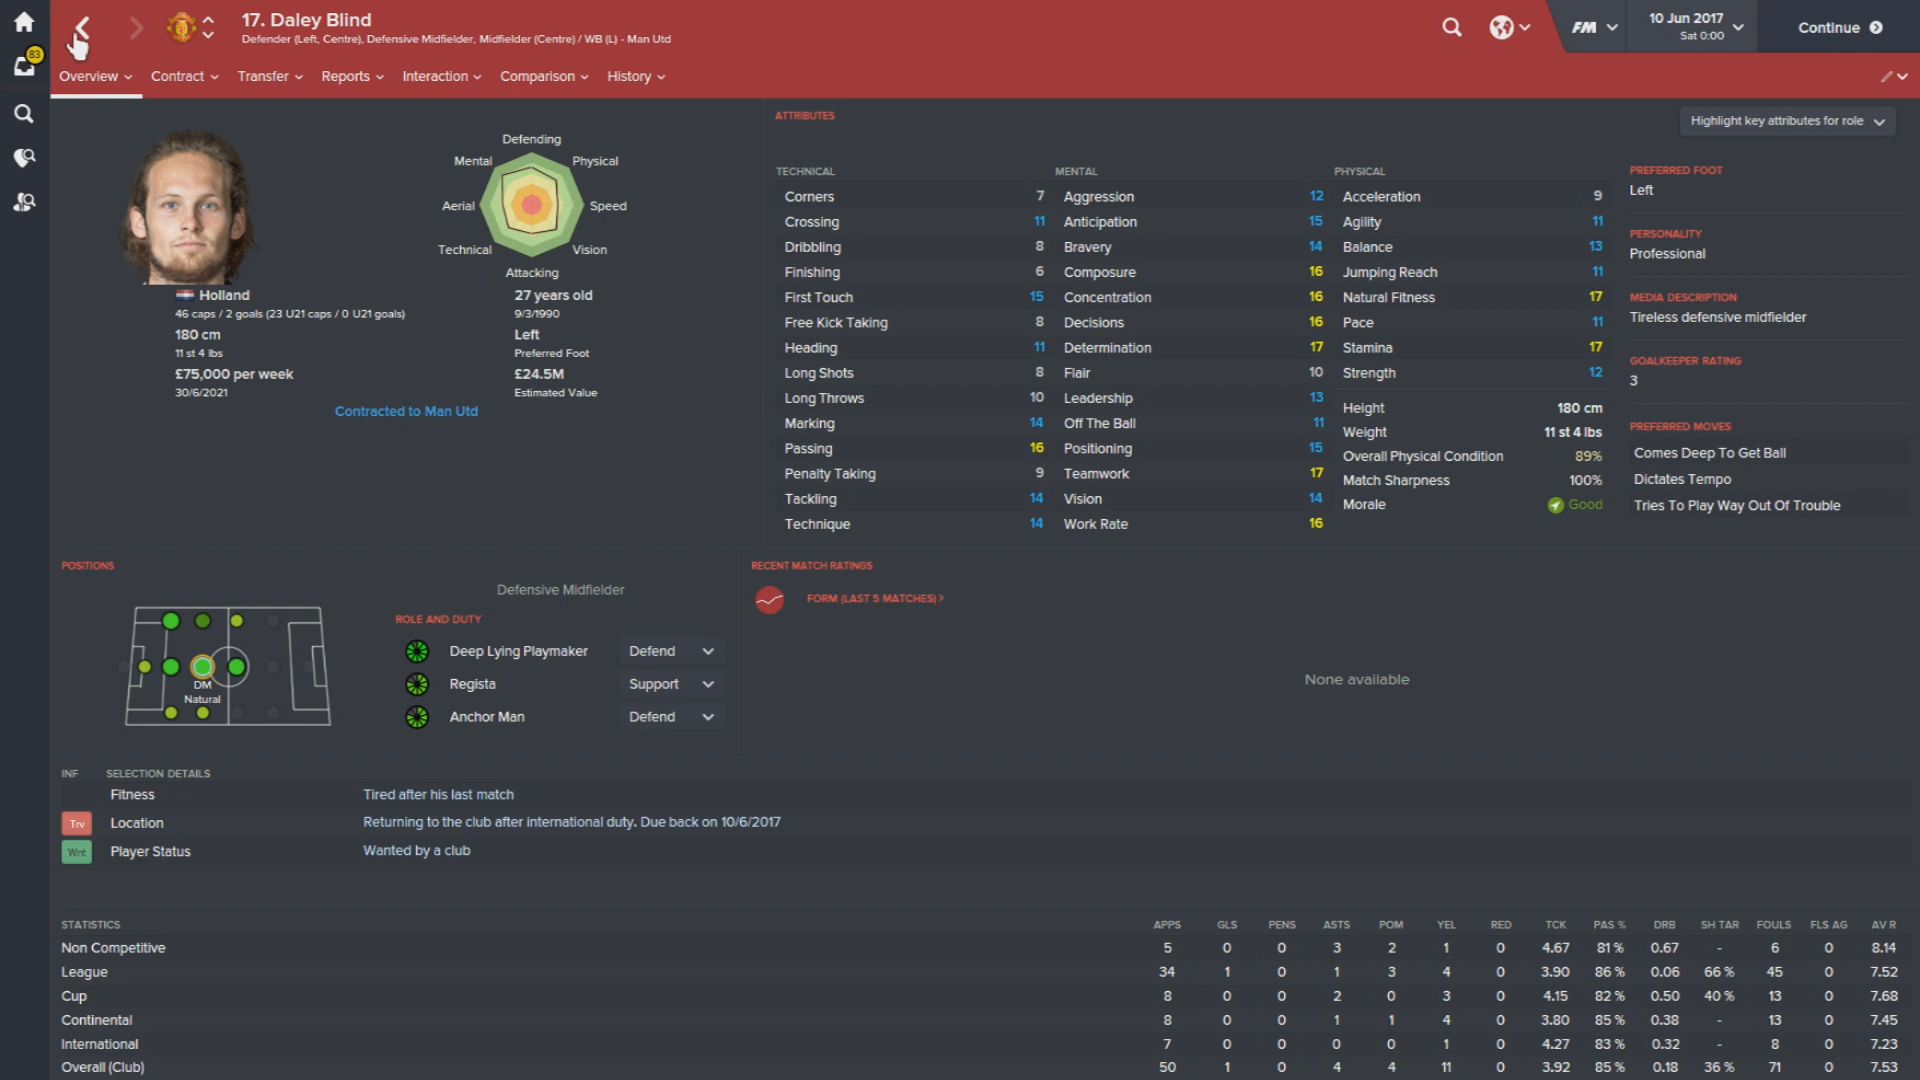 17. Daley Blind
Defender (Left, Centre), Defensive Midfielder, Midfielder (Centre) / WB (L) - Man Utd
FM
10 Jun 2017
Sat 0:00
Continue
83
Overview
Contract
Transfer
Reports
Interaction
Comparison
History
Defending
Mental
Physical
Aerial
Speed
Technical
Vision
Attacking
Holland
46 caps / 2 goals (23 U21 caps / 0 U21 goals)
180 cm
11 st 4 lbs
£75,000 per week
30/6/2021
27 years old
9/3/1990
Left
Preferred Foot
£24.5M
Estimated Value
Contracted to Man Utd
ATTRIBUTES
Highlight key attributes for role
TECHNICAL
Corners 7
Crossing 11
Dribbling 8
Finishing 6
First Touch 15
Free Kick Taking 8
Heading 11
Long Shots 8
Long Throws 10
Marking 14
Passing 16
Penalty Taking 9
Tackling 14
Technique 14
MENTAL
Aggression 12
Anticipation 15
Bravery 14
Composure 16
Concentration 16
Decisions 16
Determination 17
Flair 10
Leadership 13
Off The Ball 11
Positioning 15
Teamwork 17
Vision 14
Work Rate 16
PHYSICAL
Acceleration 9
Agility 11
Balance 13
Jumping Reach 11
Natural Fitness 17
Pace 11
Stamina 17
Strength 12
Height 180 cm
Weight 11 st 4 lbs
Overall Physical Condition 89%
Match Sharpness 100%
Morale Good
PREFERRED FOOT
Left
PERSONALITY
Professional
MEDIA DESCRIPTION
Tireless defensive midfielder
GOALKEEPER RATING
3
PREFERRED MOVES
Comes Deep To Get Ball
Dictates Tempo
Tries To Play Way Out Of Trouble
POSITIONS
DM
Natural
Defensive Midfielder
ROLE AND DUTY
Deep Lying Playmaker Defend
Regista Support
Anchor Man Defend
RECENT MATCH RATINGS
FORM (LAST 5 MATCHES) >
None available
INF SELECTION DETAILS
Fitness Tired after his last match
Trv Location Returning to the club after international duty. Due back on 10/6/2017
Wnt Player Status Wanted by a club
STATISTICS APPS GLS PENS ASTS POM YEL RED TCK PAS % DRB SH TAR FOULS FLS AG AV R
Non Competitive 5 0 0 3 2 1 0 4.67 81 % 0.67 - 6 0 8.14
League 34 1 0 1 3 4 0 3.90 86 % 0.06 66 % 45 0 7.52
Cup 8 0 0 2 0 3 0 4.15 82 % 0.50 40 % 13 0 7.68
Continental 8 0 0 1 1 4 0 3.80 85 % 0.38 - 13 0 7.45
International 7 0 0 0 0 1 0 4.27 83 % 0.32 - 8 0 7.23
Overall (Club) 50 1 0 4 4 11 0 3.92 85 % 0.18 36 % 71 0 7.53